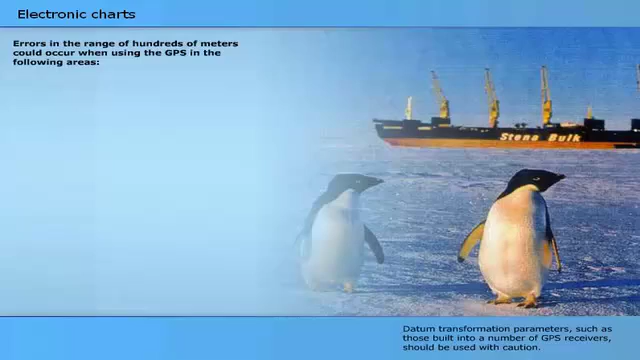 Electronic charts
Errors in the range of hundreds of meters
could occur when using the GPS in the
following areas:
Stena Bulk
Datum transformation parameters, such as
those built into a number of GPS receivers,
should be used with caution.